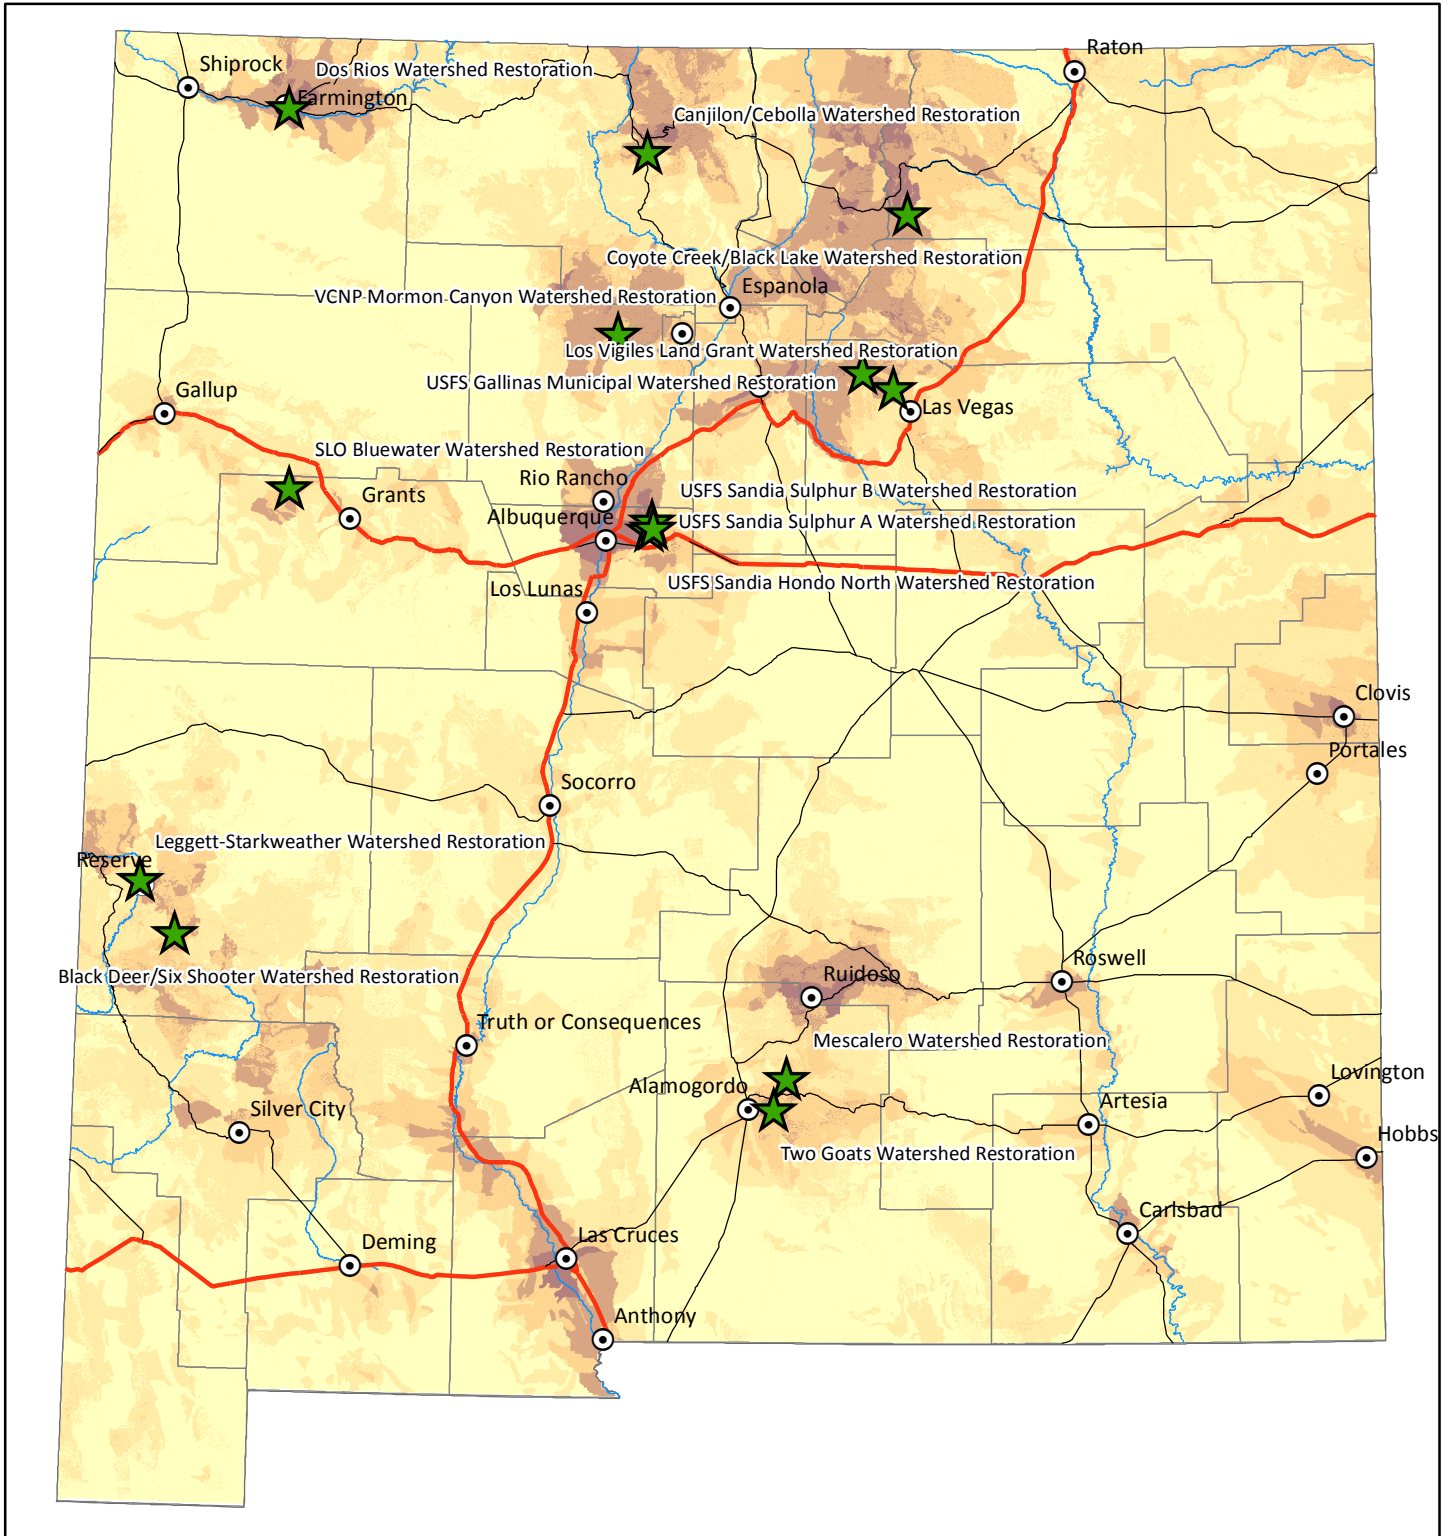 Raton
Shiprock
Dos Rios Watershed Restoration
Farmington
Canjilon/Cebolla Watershed Restoration
Coyote Creek/Black Lake Watershed Restoration
Espanola
VCNP Mormon Canyon Watershed Restoration
Los Vigiles Land Grant Watershed Restoration
USFS Gallinas Municipal Watershed Restoration
Gallup
Las Vegas
SLO Bluewater Watershed Restoration
Rio Rancho
Grants
USFS Sandia Sulphur B Watershed Restoration
Albuquerque
USFS Sandia Sulphur A Watershed Restoration
USFS Sandia Hondo North Watershed Restoration
Los Lunas
Clovis
Portales
Socorro
Leggett-Starkweather Watershed Restoration
Reserve
Roswell
Ruidoso
Black Deer/Six Shooter Watershed Restoration
Truth or Consequences
Mescalero Watershed Restoration
Lovington
Alamogordo
Artesia
Silver City
Hobbs
Two Goats Watershed Restoration
Carlsbad
Las Cruces
Deming
Anthony